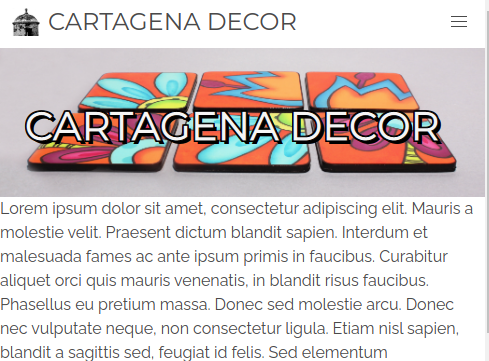 CARTAGENA DECOR
CARTAGENA DECOR
Lorem ipsum dolor sit amet, consectetur adipiscing elit. Mauris a
molestie velit. Praesent dictum blandit sapien. Interdum et
malesuada fames ac ante ipsum primis in faucibus. Curabitur
aliquet orci quis mauris venenatis, in blandit risus faucibus.
Phasellus eu pretium massa. Donec sed molestie arcu. Donec
nec vulputate neque, non consectetur ligula. Etiam nisl sapien,
blandit a sagittis sed, feugiat id felis. Sed elementum